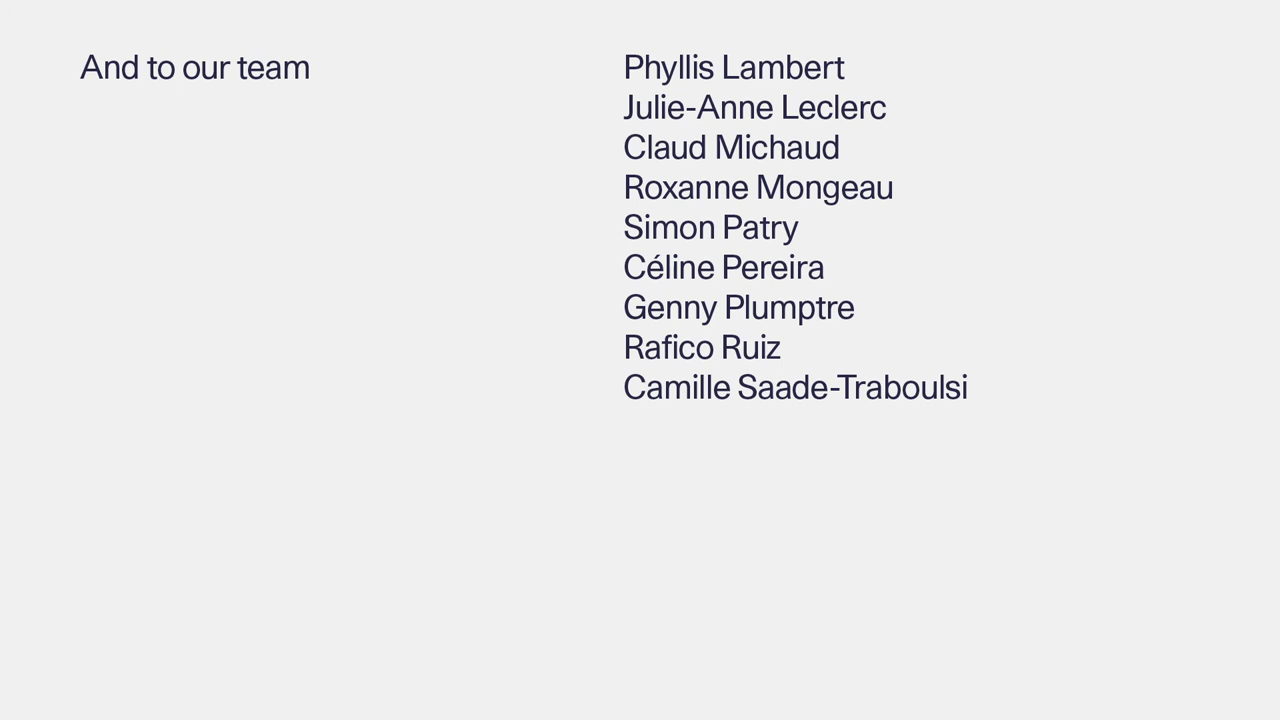 And to our team
Phyllis Lambert
Julie-Anne Leclerc
Claud Michaud
Roxanne Mongeau
Simon Patry
Céline Pereira
Genny Plumptre
Rafico Ruiz
Camille Saade-Traboulsi